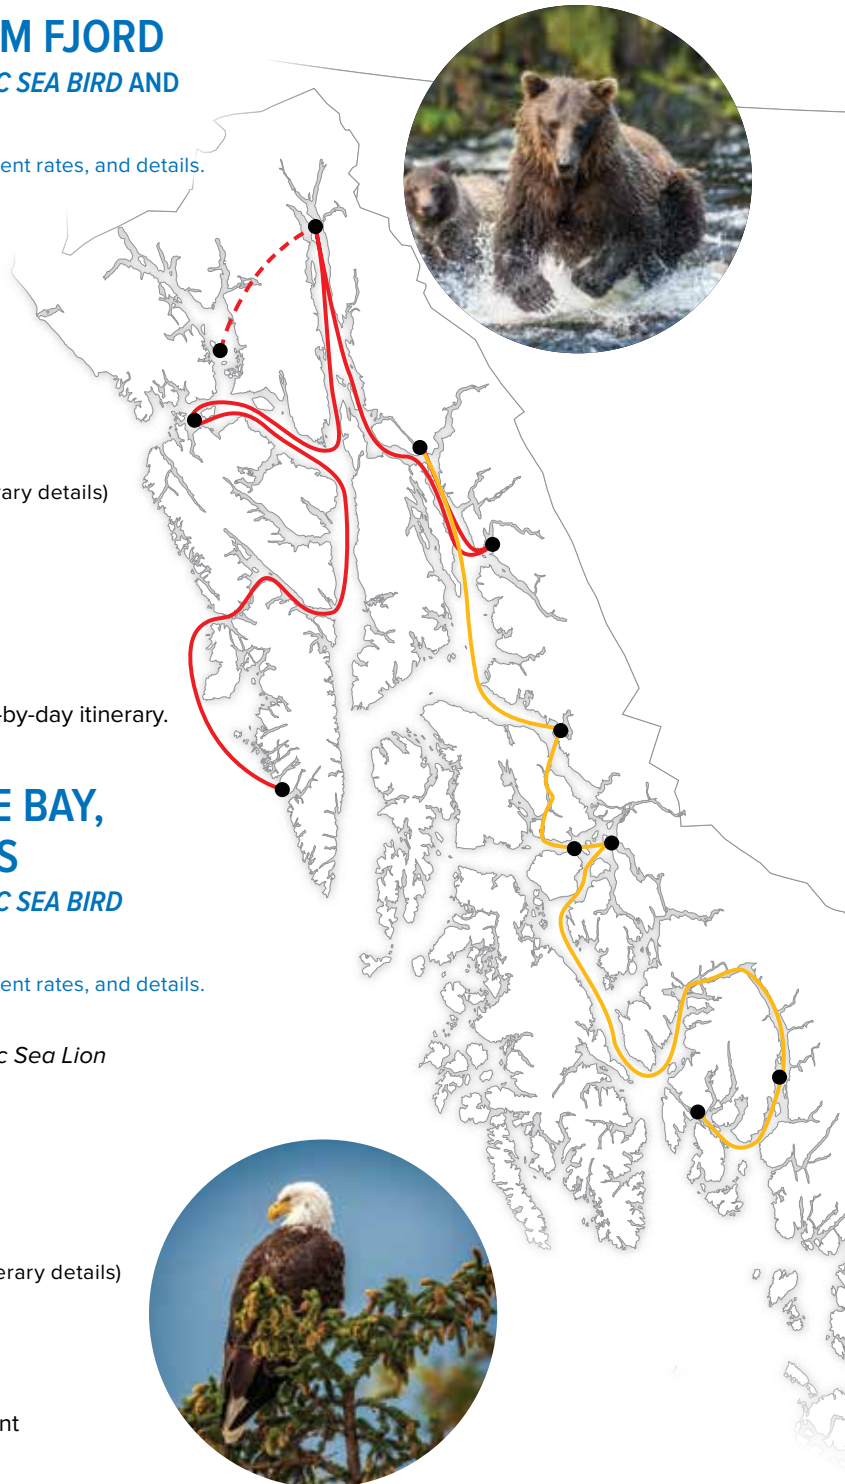 M FJORD
C SEA BIRD AND
ent rates, and details.
ary details)
-by-day itinerary.
E BAY,
S
C SEA BIRD
ent rates, and details.
c Sea Lion
erary details)
nt